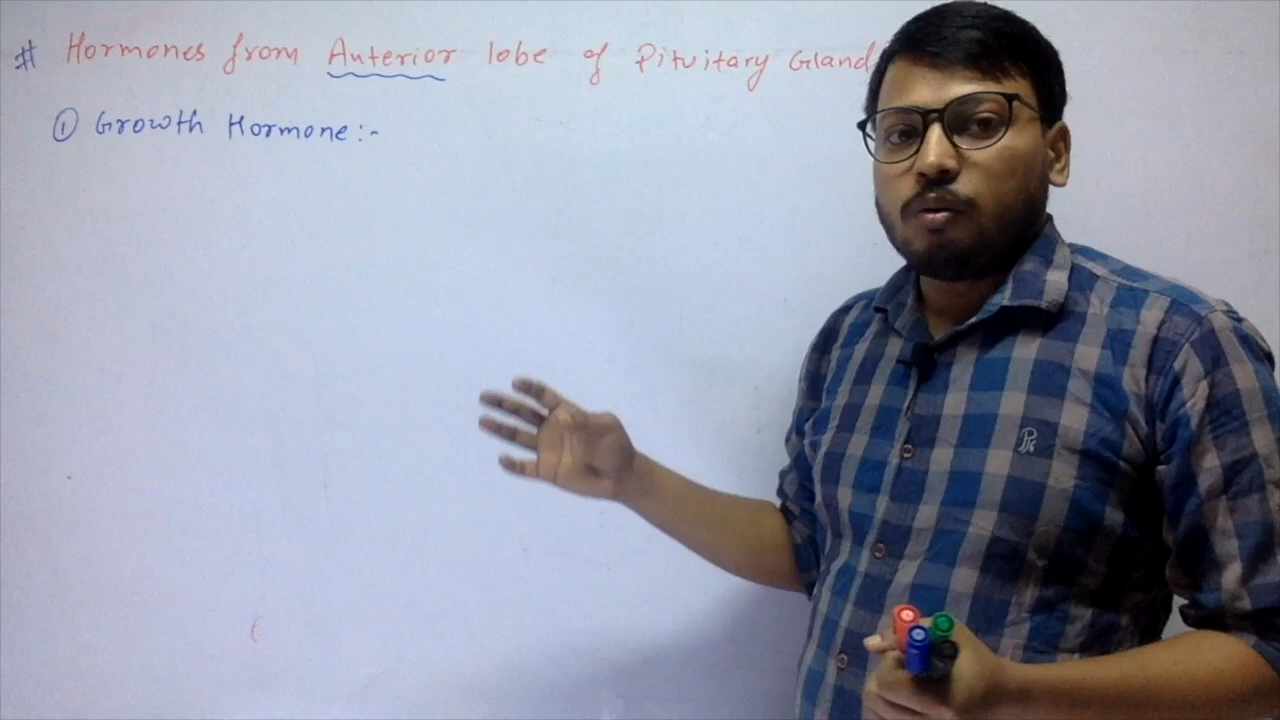 # Hormones from Anterior lobe of Pituitary Gland
① Growth Hormone:-